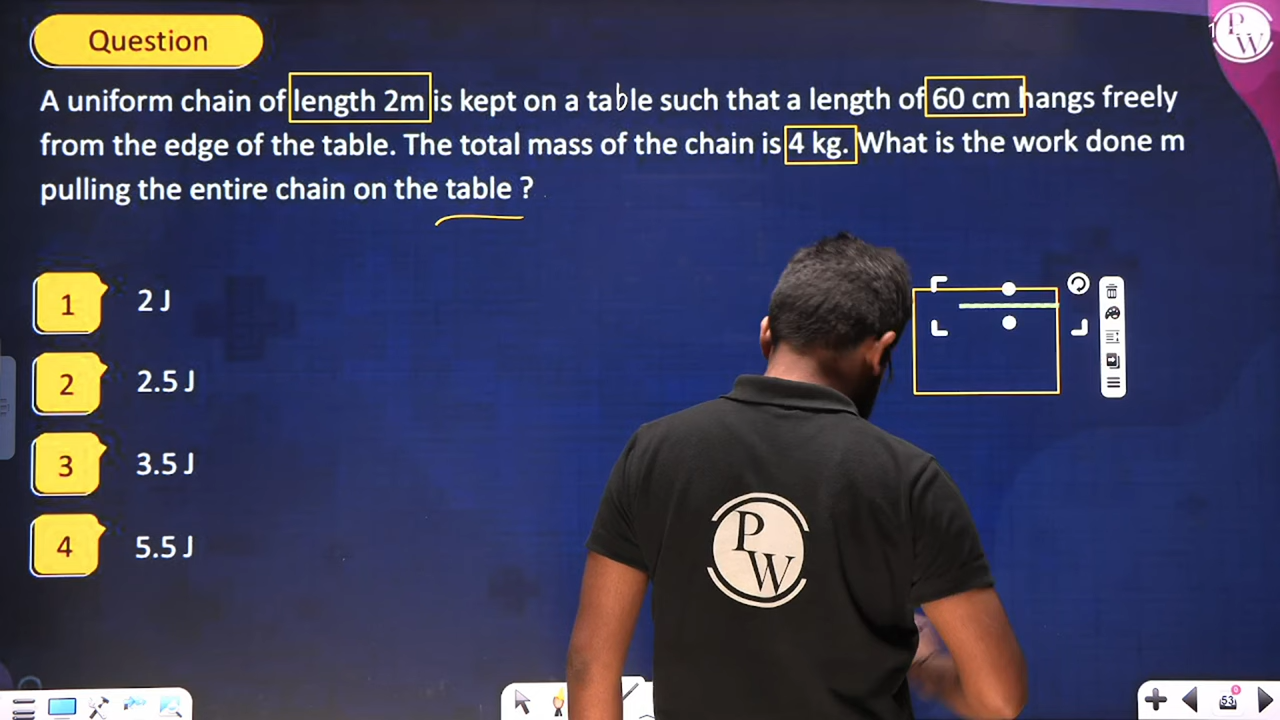 Question
A uniform chain of length 2m is kept on a table such that a length of 60 cm hangs freely
from the edge of the table. The total mass of the chain is 4 kg. What is the work done m
pulling the entire chain on the table ?
1 2 J
2 2.5 J
3 3.5 J
4 5.5 J
P
W
P
W
53